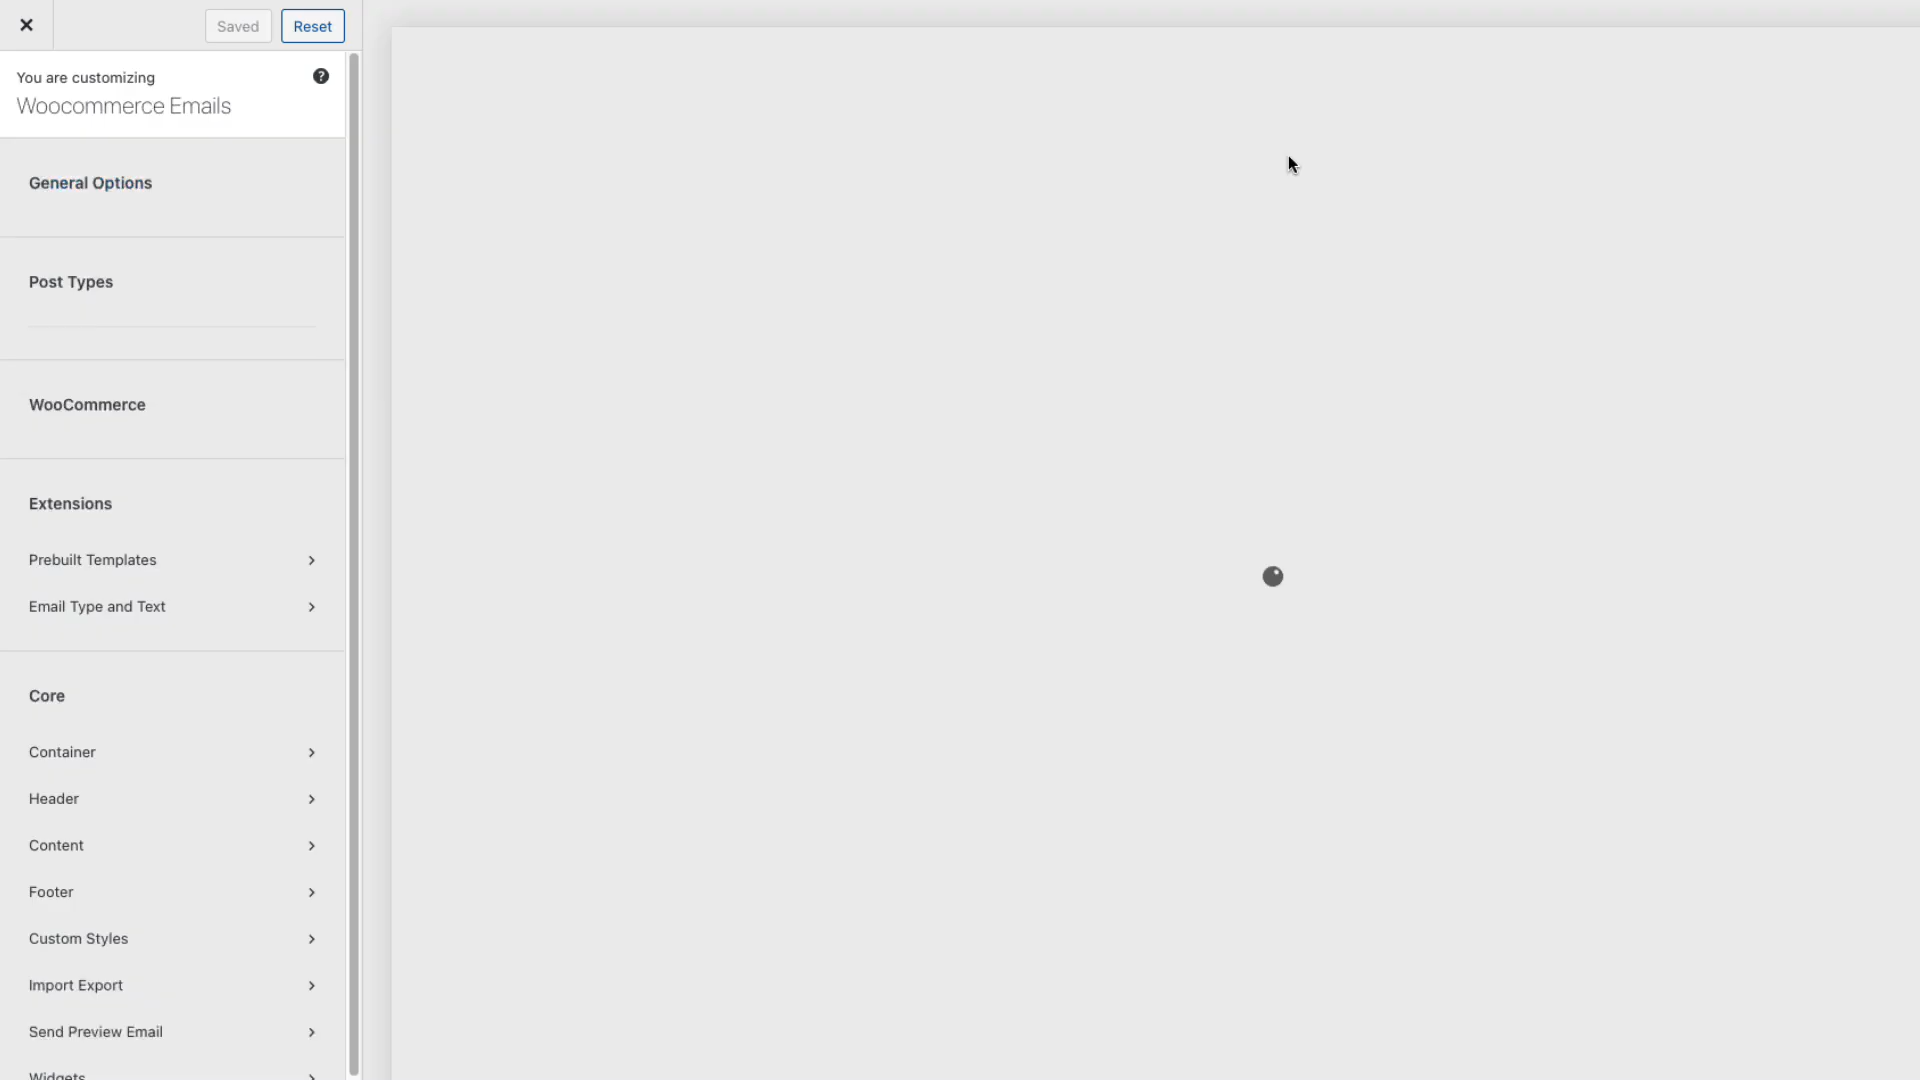 Saved
Reset
You are customizing
Woocommerce Emails
General Options
Post Types
WooCommerce
Extensions
Prebuilt Templates
Email Type and Text
Core
Container
Header
Content
Footer
Custom Styles
Import Export
Send Preview Email
Widgets